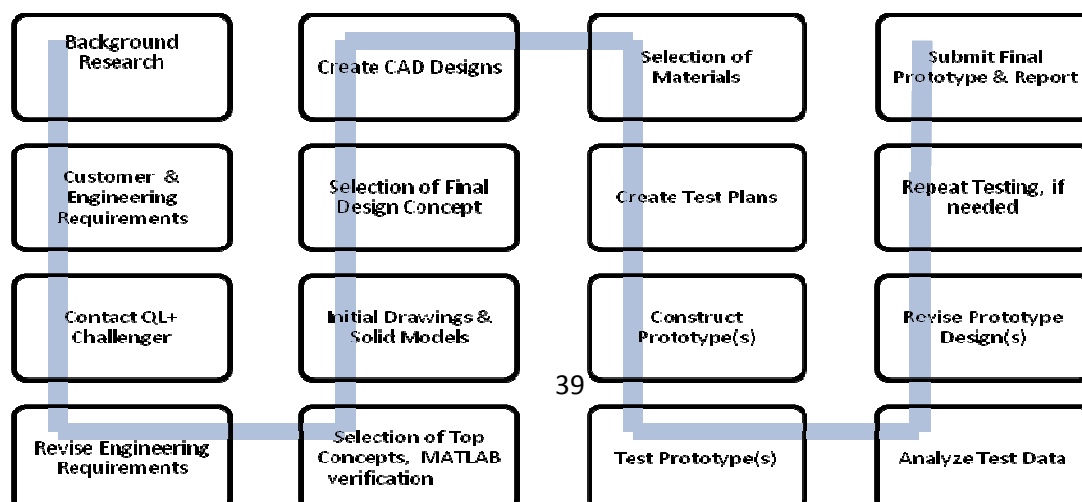 Background
Research
Customer & 
Engineering
Requirements
Contact QL+
Challenger
Revise Engineering
Requirements
Create CAD Designs
Selection of Final
Design Concept
Initial Drawings &
Solid Models
Selection of Top
Concepts, MATLAB
verification
Selection of
Materials
Create Test Plans
Construct
Prototype(s)
Test Prototype(s)
Submit Final
Prototype & Report
Repeat Testing, if
needed
Revise Prototype
Design(s)
Analyze Test Data
39